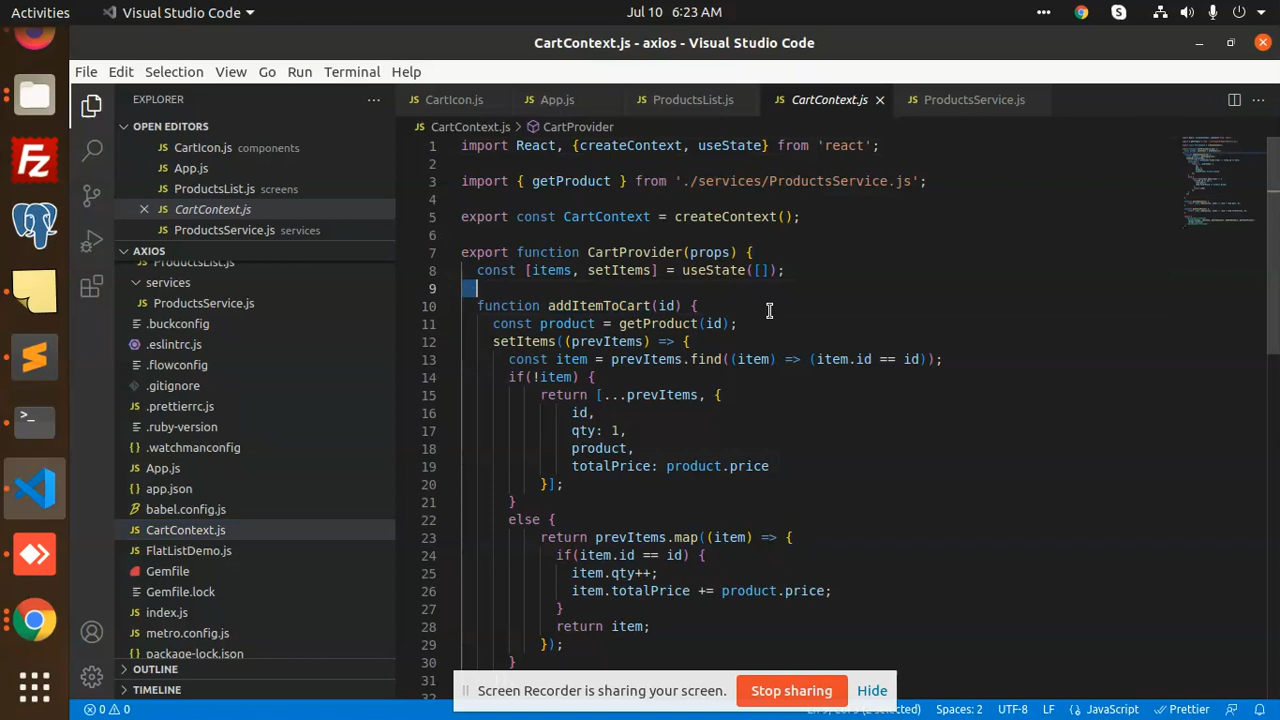 Activities Visual Studio Code Jul 10 6:23 AM
CartContext.js - axios - Visual Studio Code
File Edit Selection View Go Run Terminal Help
EXPLORER
OPEN EDITORS
CartIcon.js components
App.js
ProductsList.js screens
CartContext.js
ProductsService.js services
AXIOS
ProductsList.js
services
ProductsService.js
.buckconfig
.eslintrc.js
.flowconfig
.gitignore
.prettierrc.js
.ruby-version
.watchmanconfig
App.js
app.json
babel.config.js
CartContext.js
FlatListDemo.js
Gemfile
Gemfile.lock
index.js
metro.config.js
package-lock.json
OUTLINE
TIMELINE
CartIcon.js App.js ProductsList.js CartContext.js ProductsService.js
CartContext.js > CartProvider
1 import React, {createContext, useState} from 'react';
2
3 import { getProduct } from './services/ProductsService.js';
4
5 export const CartContext = createContext();
6
7 export function CartProvider(props) {
8 const [items, setItems] = useState([]);
9
10 function addItemToCart(id) {
11 const product = getProduct(id);
12 setItems((prevItems) => {
13 const item = prevItems.find((item) => (item.id == id));
14 if(!item) {
15 return [...prevItems, {
16 id,
17 qty: 1,
18 product,
19 totalPrice: product.price
20 }];
21 }
22 else {
23 return prevItems.map((item) => {
24 if(item.id == id) {
25 item.qty++;
26 item.totalPrice += product.price;
27 }
28 return item;
29 });
30 }
31
Screen Recorder is sharing your screen. Stop sharing Hide
0 0 Spaces: 2 UTF-8 LF JavaScript Prettier